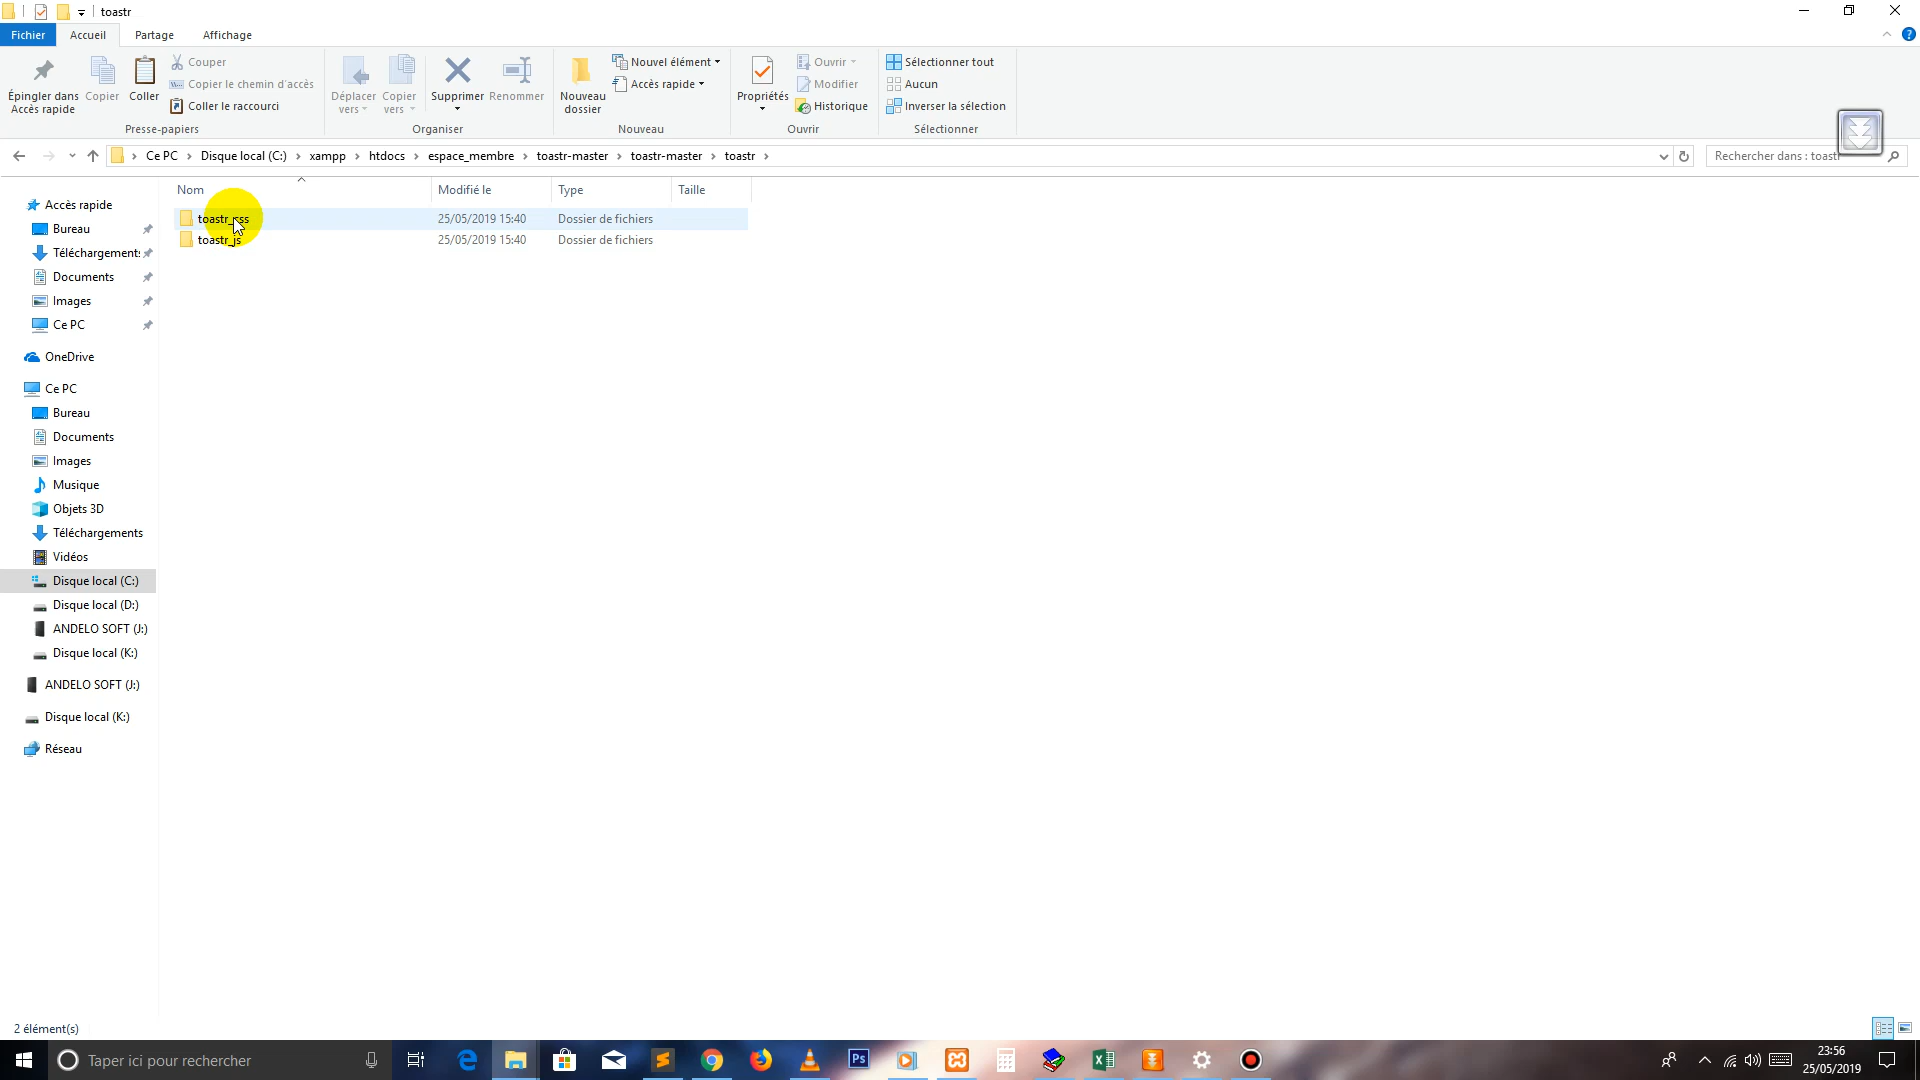 toastr
Fichier Accueil Partage Affichage
Épingler dans Accès rapide
Copier
Coller
Couper
Copier le chemin d'accès
Coller le raccourci
Presse-papiers
Déplacer vers
Copier vers
Supprimer
Renommer
Organiser
Nouveau dossier
Nouvel élément
Accès rapide
Nouveau
Propriétés
Ouvrir
Modifier
Historique
Ouvrir
Sélectionner tout
Aucun
Inverser la sélection
Sélectionner
Ce PC › Disque local (C:) › xampp › htdocs › espace_membre › toastr-master › toastr-master › toastr ›
Rechercher dans : toastr
Nom Modifié le Type Taille
toastr_css 25/05/2019 15:40 Dossier de fichiers
toastr_js 25/05/2019 15:40 Dossier de fichiers
Accès rapide
Bureau
Téléchargements
Documents
Images
Ce PC
OneDrive
Ce PC
Bureau
Documents
Images
Musique
Objets 3D
Téléchargements
Vidéos
Disque local (C:)
Disque local (D:)
ANDELO SOFT (J:)
Disque local (K:)
ANDELO SOFT (J:)
Disque local (K:)
Réseau
2 élément(s)
Taper ici pour rechercher
Ps
23:56
25/05/2019